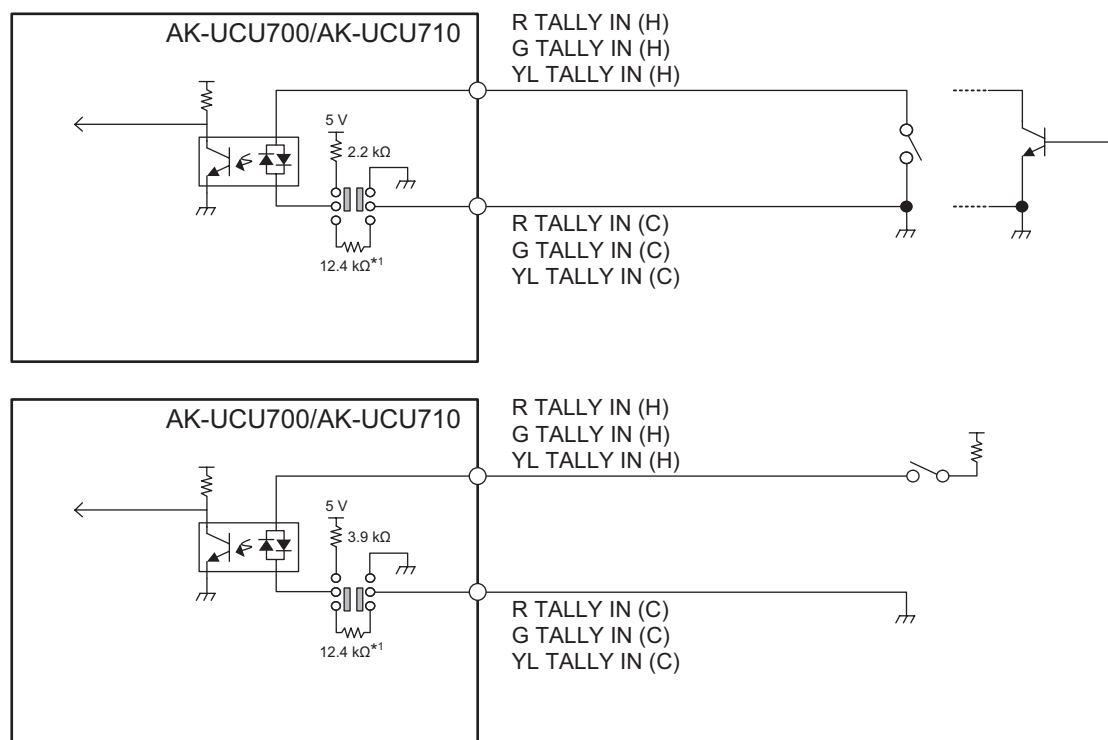 AK-UCU700/AK-UCU710
R TALLY IN (H)
G TALLY IN (H)
YL TALLY IN (H)
5 V
2.2 kΩ
12.4 kΩ*1
R TALLY IN (C)
G TALLY IN (C)
YL TALLY IN (C)
AK-UCU700/AK-UCU710
R TALLY IN (H)
G TALLY IN (H)
YL TALLY IN (H)
5 V
3.9 kΩ
12.4 kΩ*1
R TALLY IN (C)
G TALLY IN (C)
YL TALLY IN (C)